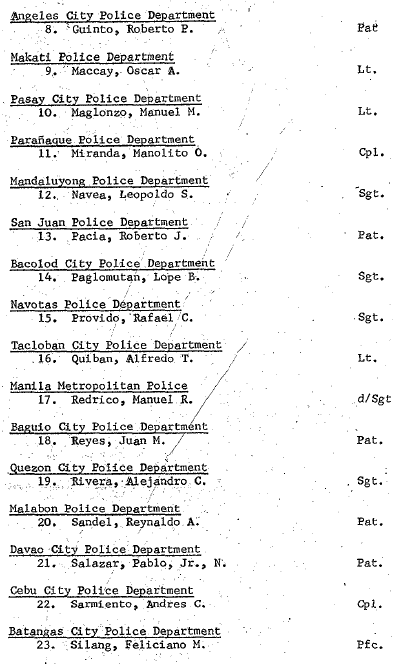 Angeles City Police Department
8. Guinto, Roberto P. Pat
Makati Police Department
9. Maccay, Oscar A. Lt.
Pasay City Police Department
10. Maglonzo, Manuel M. Lt.
Parañaque Police Department
11. Miranda, Manolito O. Cpl.
Mandaluyong Police Department
12. Navea, Leopoldo S. Sgt.
San Juan Police Department
13. Pacia, Roberto J. Pat.
Bacolod City Police Department
14. Paglomutan, Lope B. Sgt.
Navotas Police Department
15. Provido, Rafael C. Sgt.
Tacloban City Police Department
16. Quiban, Alfredo T. Lt.
Manila Metropolitan Police
17. Redrico, Manuel R. d/Sgt
Baguio City Police Department
18. Reyes, Juan M. Pat.
Quezon City Police Department
19. Rivera, Alejandro C. Sgt.
Malabon Police Department
20. Sandel, Reynaldo A. Pat.
Davao City Police Department
21. Salazar, Pablo, Jr., N. Pat.
Cebu City Police Department
22. Sarmiento, Andres C. Cpl.
Batangas City Police Department
23. Silang, Feliciano M. Pfc.